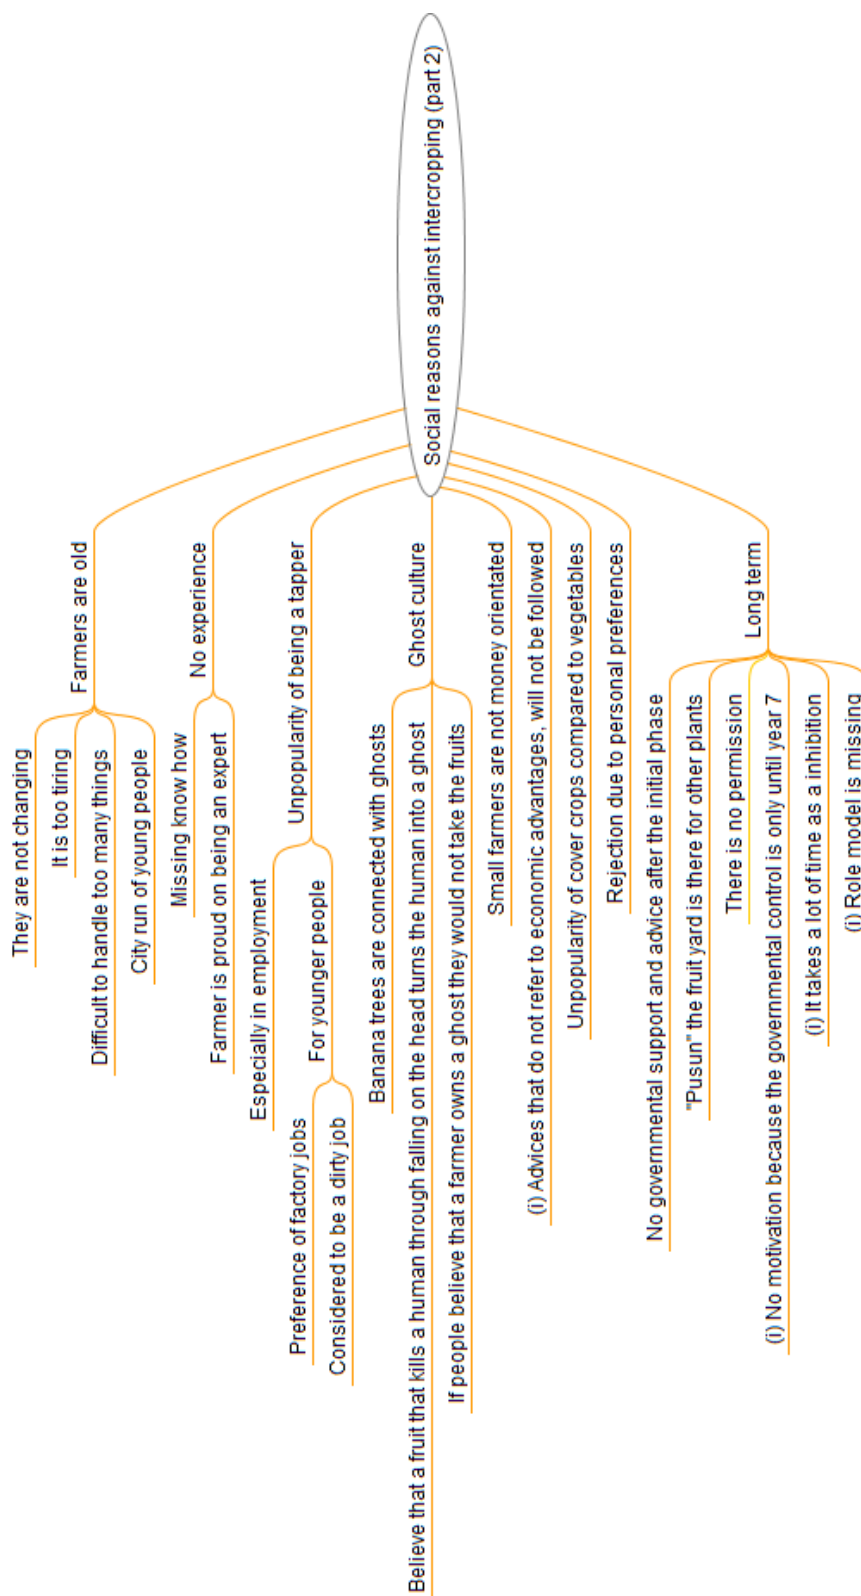 Social reasons against intercropping (part 2)
Farmers are old
They are not changing
It is too tiring
Difficult to handle too many things
City run of young people
No experience
Missing know how
Farmer is proud on being an expert
Unpopularity of being a tapper
Especially in employment
For younger people
Preference of factory jobs
Considered to be a dirty job
Ghost culture
Banana trees are connected with ghosts
Believe that a fruit that kills a human through falling on the head turns the human into a ghost
If people believe that a farmer owns a ghost they would not take the fruits
Small farmers are not money orientated
(i) Advices that do not refer to economic advantages, will not be followed
Unpopularity of cover crops compared to vegetables
Rejection due to personal preferences
Long term
No governmental support and advice after the initial phase
"Pusun" the fruit yard is there for other plants
There is no permission
(i) No motivation because the governmental control is only until year 7
(i) It takes a lot of time as a inhibition
(i) Role model is missing